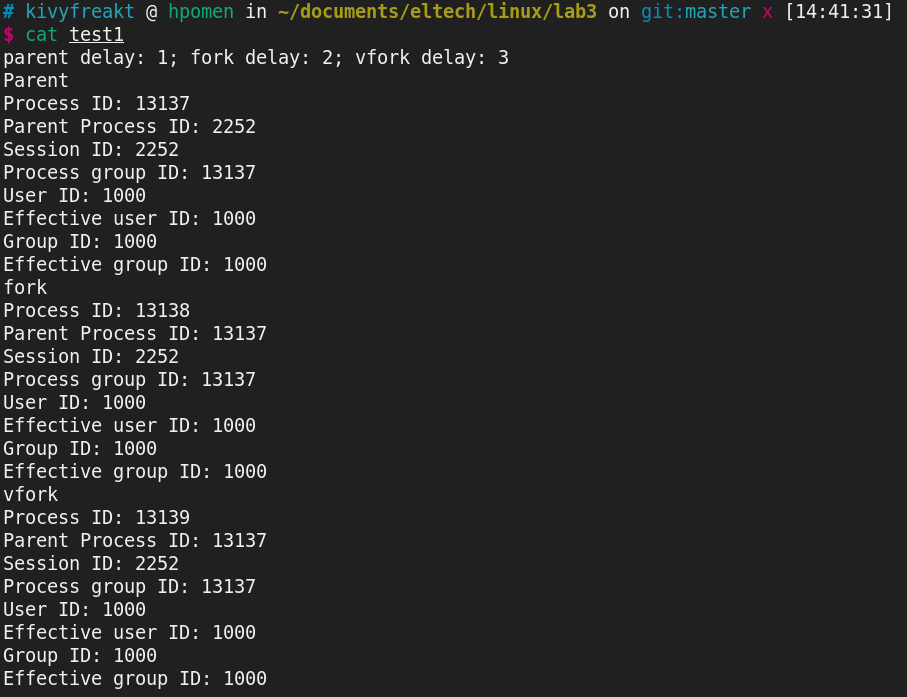 # kivyfreakt @ hpomen in ~/documents/eltech/linux/lab3 on git:master x [14:41:31]
$ cat test1
parent delay: 1; fork delay: 2; vfork delay: 3
Parent
Process ID: 13137
Parent Process ID: 2252
Session ID: 2252
Process group ID: 13137
User ID: 1000
Effective user ID: 1000
Group ID: 1000
Effective group ID: 1000
fork
Process ID: 13138
Parent Process ID: 13137
Session ID: 2252
Process group ID: 13137
User ID: 1000
Effective user ID: 1000
Group ID: 1000
Effective group ID: 1000
vfork
Process ID: 13139
Parent Process ID: 13137
Session ID: 2252
Process group ID: 13137
User ID: 1000
Effective user ID: 1000
Group ID: 1000
Effective group ID: 1000